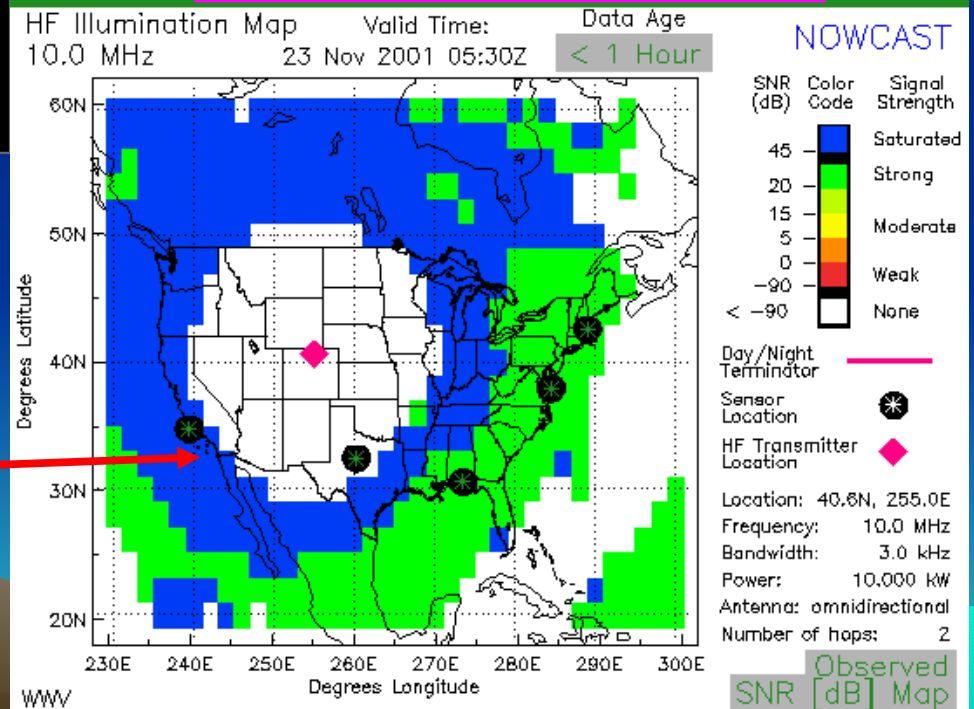 HF Illumination Map
10.0 MHz
Valid Time:
23 Nov 2001 05:30Z
Data Age
< 1 Hour
NOWCAST
SNR (dB)
Color Code
Signal Strength
45
20
15
5
0
-90
< -90
Saturated
Strong
Moderate
Weak
None
Day/Night
Terminator
Sensor
Location
HF Transmitter
Location
Location: 40.6N, 255.0E
Frequency: 10.0 MHz
Bandwidth: 3.0 kHz
Power: 10.000 kW
Antenna: omnidirectional
Number of hops: 2
Observed
SNR [dB] Map
Degrees Latitude
60N
50N
40N
30N
20N
230E 240E 250E 260E 270E 280E 290E 300E
Degrees Longitude
WWV